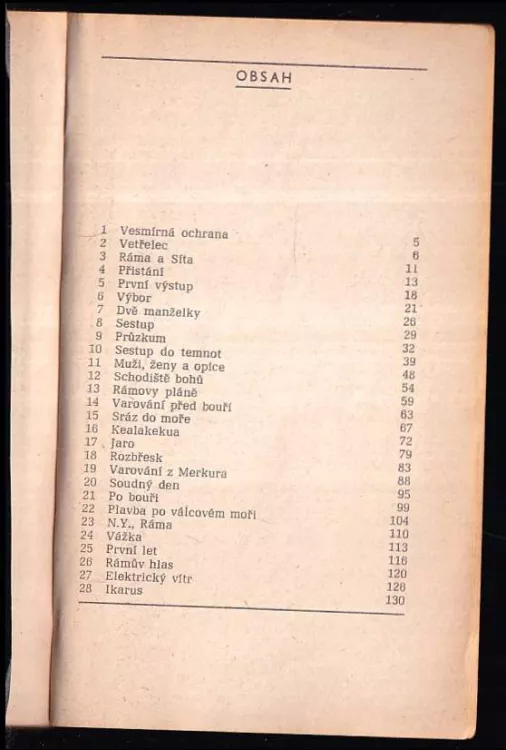 OBSAH
1 Vesmírná ochrana 5
2 Vetřelec 6
3 Ráma a Síta 11
4 Přistání 13
5 První výstup 18
6 Výbor 21
7 Dvě manželky 26
8 Sestup 29
9 Průzkum 32
10 Sestup do temnot 39
11 Muži, ženy a opice 48
12 Schodiště bohů 54
13 Rámovy pláně 59
14 Varování před bouří 63
15 Sráz do moře 67
16 Kealakekua 72
17 Jaro 79
18 Rozbřesk 83
19 Varování z Merkura 88
20 Soudný den 95
21 Po bouři 99
22 Plavba po válcovém moři 104
23 N.Y., Ráma 110
24 Vážka 113
25 První let 116
26 Rámův hlas 120
27 Elektrický vítr 126
28 Ikarus 130